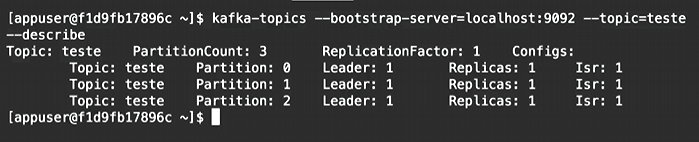 [appuser@f1d9fb17896c ~]$ kafka-topics --bootstrap-server=localhost:9092 --topic=teste
--describe
Topic: teste    PartitionCount: 3       ReplicationFactor: 1    Configs:
        Topic: teste    Partition: 0    Leader: 1       Replicas: 1     Isr: 1
        Topic: teste    Partition: 1    Leader: 1       Replicas: 1     Isr: 1
        Topic: teste    Partition: 2    Leader: 1       Replicas: 1     Isr: 1
[appuser@f1d9fb17896c ~]$